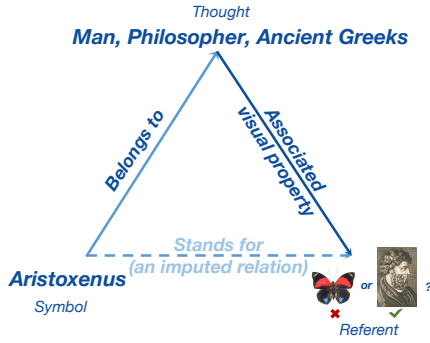 Thought
Man, Philosopher, Ancient Greeks
Belongs to
Associated
visual property
Stands for
(an imputed relation)
Aristoxenus
Symbol
or
?
Referent